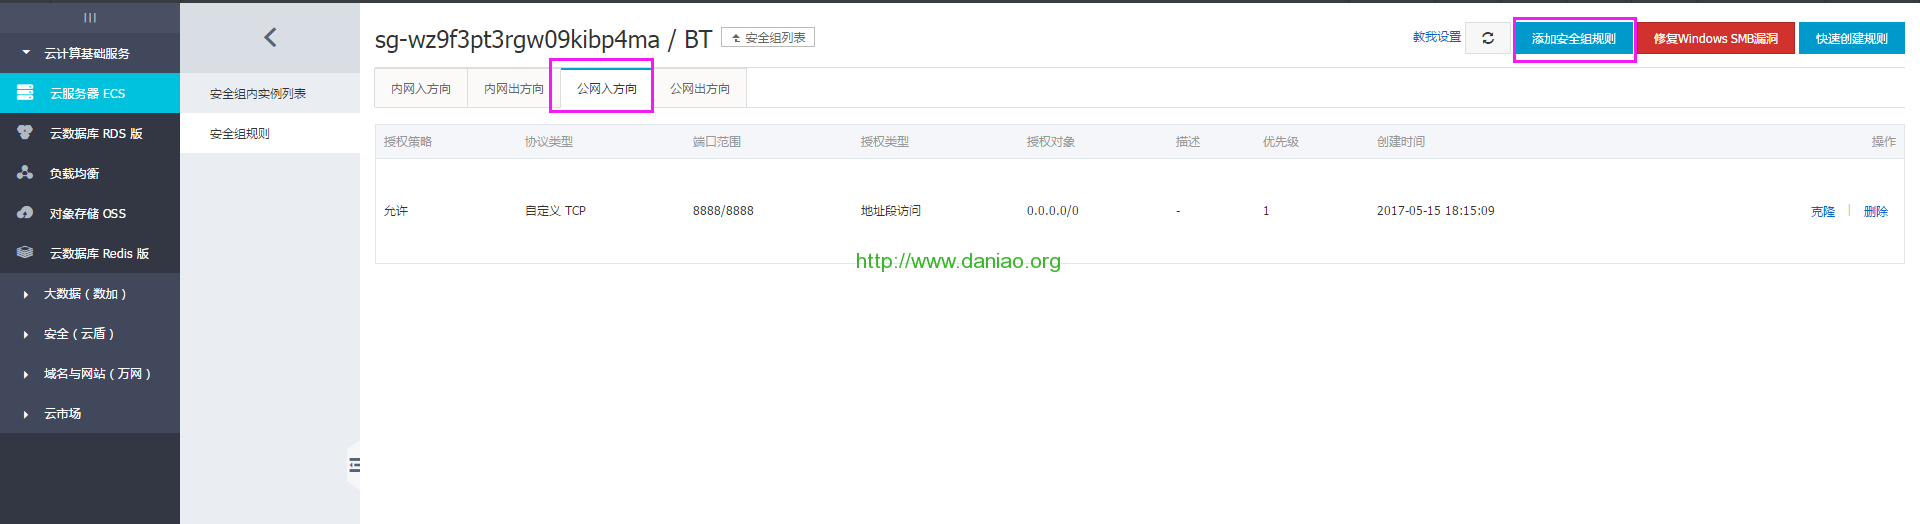 云计算基础服务
云服务器 ECS
云数据库 RDS 版
负载均衡
对象存储 OSS
云数据库 Redis 版
大数据（数加）
安全（云盾）
域名与网站（万网）
云市场
安全组内实例列表
安全组规则
sg-wz9f3pt3rgw09kibp4ma / BT 安全组列表
教我设置 添加安全组规则 修复Windows SMB漏洞 快速创建规则
内网入方向 内网出方向 公网入方向 公网出方向
授权策略 协议类型 端口范围 授权类型 授权对象 描述 优先级 创建时间 操作
允许 自定义 TCP 8888/8888 地址段访问 0.0.0.0/0 - 1 2017-05-15 18:15:09 克隆 | 删除
http://www.daniao.org